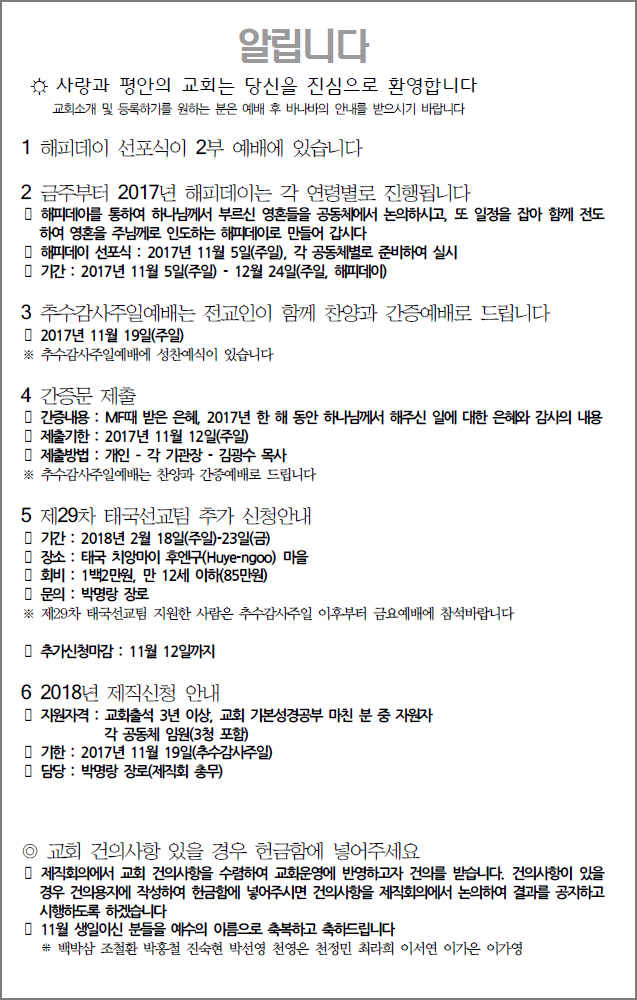 알립니다
☼ 사랑과 평안의 교회는 당신을 진심으로 환영합니다
교회소개 및 등록하기를 원하는 분은 예배 후 바나바의 안내를 받으시기 바랍니다
1 해피데이 선포식이 2부 예배에 있습니다
2 금주부터 2017년 해피데이는 각 연령별로 진행됩니다
▯ 해피데이를 통하여 하나님께서 부르신 영혼들을 공동체에서 논의하시고, 또 일정을 잡아 함께 전도
하여 영혼을 주님께로 인도하는 해피데이로 만들어 갑시다
▯ 해피데이 선포식 : 2017년 11월 5일(주일), 각 공동체별로 준비하여 실시
▯ 기간 : 2017년 11월 5일(주일) - 12월 24일(주일, 해피데이)
3 추수감사주일예배는 전교인이 함께 찬양과 간증예배로 드립니다
▯ 2017년 11월 19일(주일)
※ 추수감사주일예배에 성찬예식이 있습니다
4 간증문 제출
▯ 간증내용 : MF때 받은 은혜, 2017년 한 해 동안 하나님께서 해주신 일에 대한 은혜와 감사의 내용
▯ 제출기한 : 2017년 11월 12일(주일)
▯ 제출방법 : 개인 - 각 기관장 - 김광수 목사
※ 추수감사주일예배는 찬양과 간증예배로 드립니다
5 제29차 태국선교팀 추가 신청안내
▯ 기간 : 2018년 2월 18일(주일)-23일(금)
▯ 장소 : 태국 치앙마이 후엔구(Huye-ngoo) 마을
▯ 회비 : 1백2만원, 만 12세 이하(85만원)
▯ 문의 : 박명랑 장로
※ 제29차 태국선교팀 지원한 사람은 추수감사주일 이후부터 금요예배에 참석바랍니다
▯ 추가신청마감 : 11월 12일까지
6 2018년 제직신청 안내
▯ 지원자격 : 교회출석 3년 이상, 교회 기본성경공부 마친 분 중 자원자
각 공동체 임원(3청 포함)
▯ 기한 : 2017년 11월 19일(추수감사주일)
▯ 담당 : 박명랑 장로(제직회 총무)
◎ 교회 건의사항 있을 경우 헌금함에 넣어주세요
▯ 제직회의에서 교회 건의사항을 수렴하여 교회운영에 반영하고자 건의를 받습니다. 건의사항이 있을
경우 건의용지에 작성하여 헌금함에 넣어주시면 건의사항을 제직회의에서 논의하여 결과를 공지하고
시행하도록 하겠습니다
▯ 11월 생일이신 분들을 예수의 이름으로 축복하고 축하드립니다
※ 백박삼 조철환 박홍철 진숙현 박선영 천영은 천정민 최라희 이서연 이가은 이가영